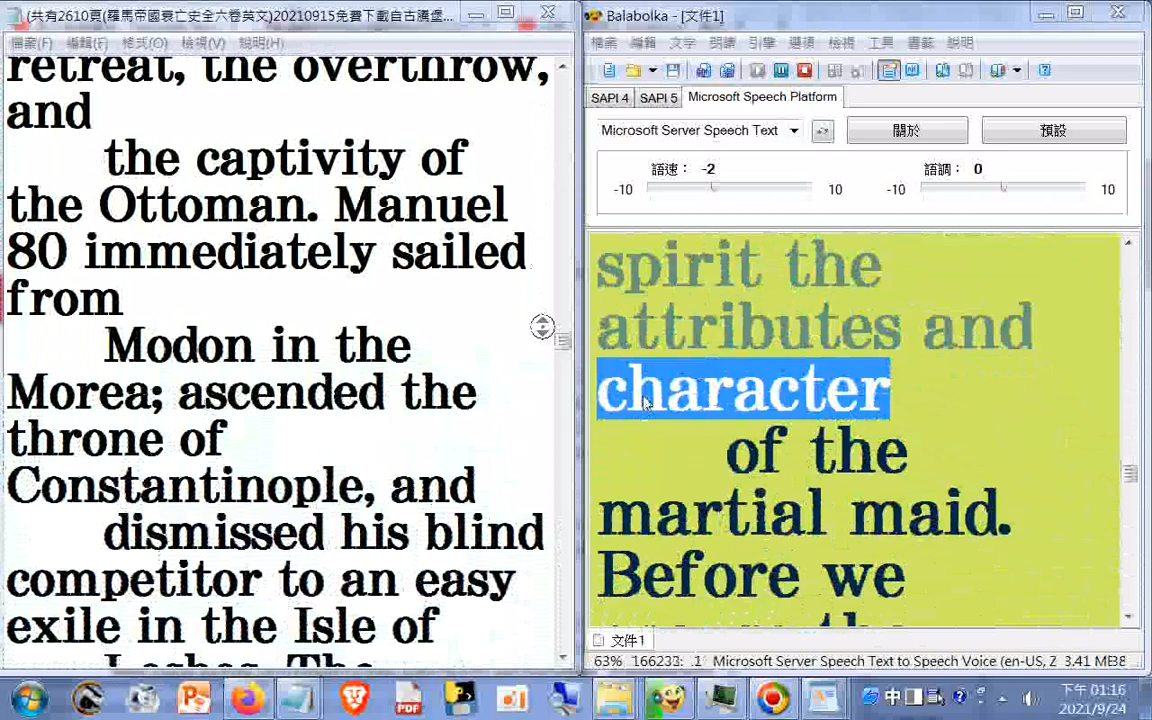 (共有2610頁(羅馬帝國衰亡史全六卷英文)20210915免費下載自古騰堡...
檔案(F) 編輯(E) 格式(O) 檢視(V) 說明(H)
retreat, the overthrow,
and
the captivity of
the Ottoman. Manuel
80 immediately sailed
from
Modon in the
Morea; ascended the
throne of
Constantinople, and
dismissed his blind
competitor to an easy
exile in the Isle of
Lesbos. The
Balabolka - [文件1]
檔案 編輯 文字 朗讀 引擎 選項 檢視 工具 書籤 說明
SAPI 4 SAPI 5 Microsoft Speech Platform
Microsoft Server Speech Text 關於 預設
語速： -2 語調： 0
-10 10 -10 10
spirit the
attributes and
character
of the
martial maid.
Before we
文件1
63% Microsoft Server Speech Text to Speech Voice (en-US, Z 3.41 MB
中 下午 01:16
2021/9/24